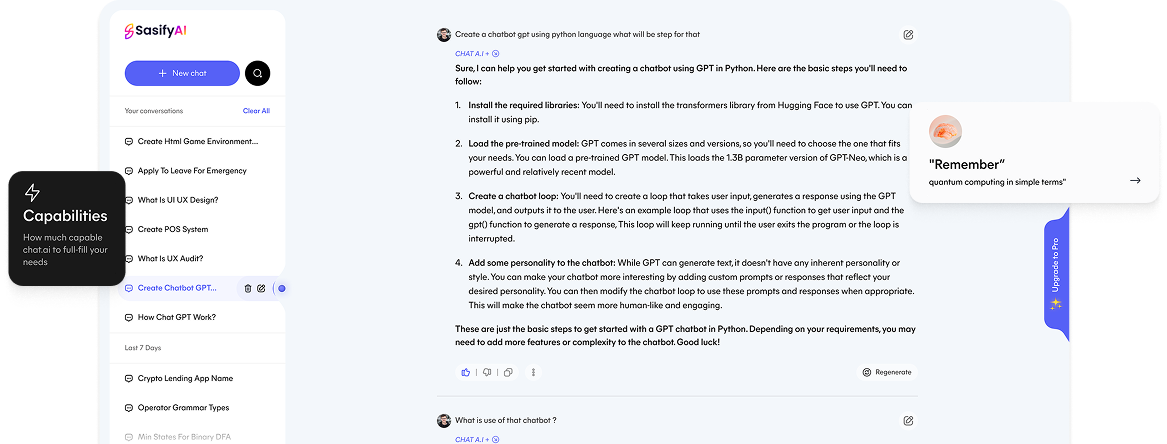 SasifyAI
New chat
Your conversations
Clear All
Create Html Game Environment...
Apply To Leave For Emergency
What Is UI UX Design?
Create POS System
What Is UX Audit?
Create Chatbot GPT...
How Chat GPT Work?
Last 7 Days
Crypto Lending App Name
Operator Grammar Types
Min States For Binary DFA
Capabilities
How much capable
chat.ai to full-fill your
needs
Create a chatbot gpt using python language what will be step for that
CHAT A.I +
Sure, I can help you get started with creating a chatbot using GPT in Python. Here are the basic steps you'll need to
follow:
1. Install the required libraries: You'll need to install the transformers library from Hugging Face to use GPT. You can
install it using pip.
2. Load the pre-trained model: GPT comes in several sizes and versions, so you'll need to choose the one that fits
your needs. You can load a pre-trained GPT model. This loads the 1.3B parameter version of GPT-Neo, which is a
powerful and relatively recent model.
3. Create a chatbot loop: You'll need to create a loop that takes user input, generates a response using the GPT
model, and outputs it to the user. Here's an example loop that uses the input() function to get user input and the
gpt() function to generate a response, This loop will keep running until the user exits the program or the loop is
interrupted.
4. Add some personality to the chatbot: While GPT can generate text, it doesn't have any inherent personality or
style. You can make your chatbot more interesting by adding custom prompts or responses that reflect your
desired personality. You can then modify the chatbot loop to use these prompts and responses when appropriate.
This will make the chatbot seem more human-like and engaging.
These are just the basic steps to get started with a GPT chatbot in Python. Depending on your requirements, you may
need to add more features or complexity to the chatbot. Good luck!
Regenerate
What is use of that chatbot ?
CHAT A.I +
"Remember"
quantum computing in simple terms"
Upgrade to Pro